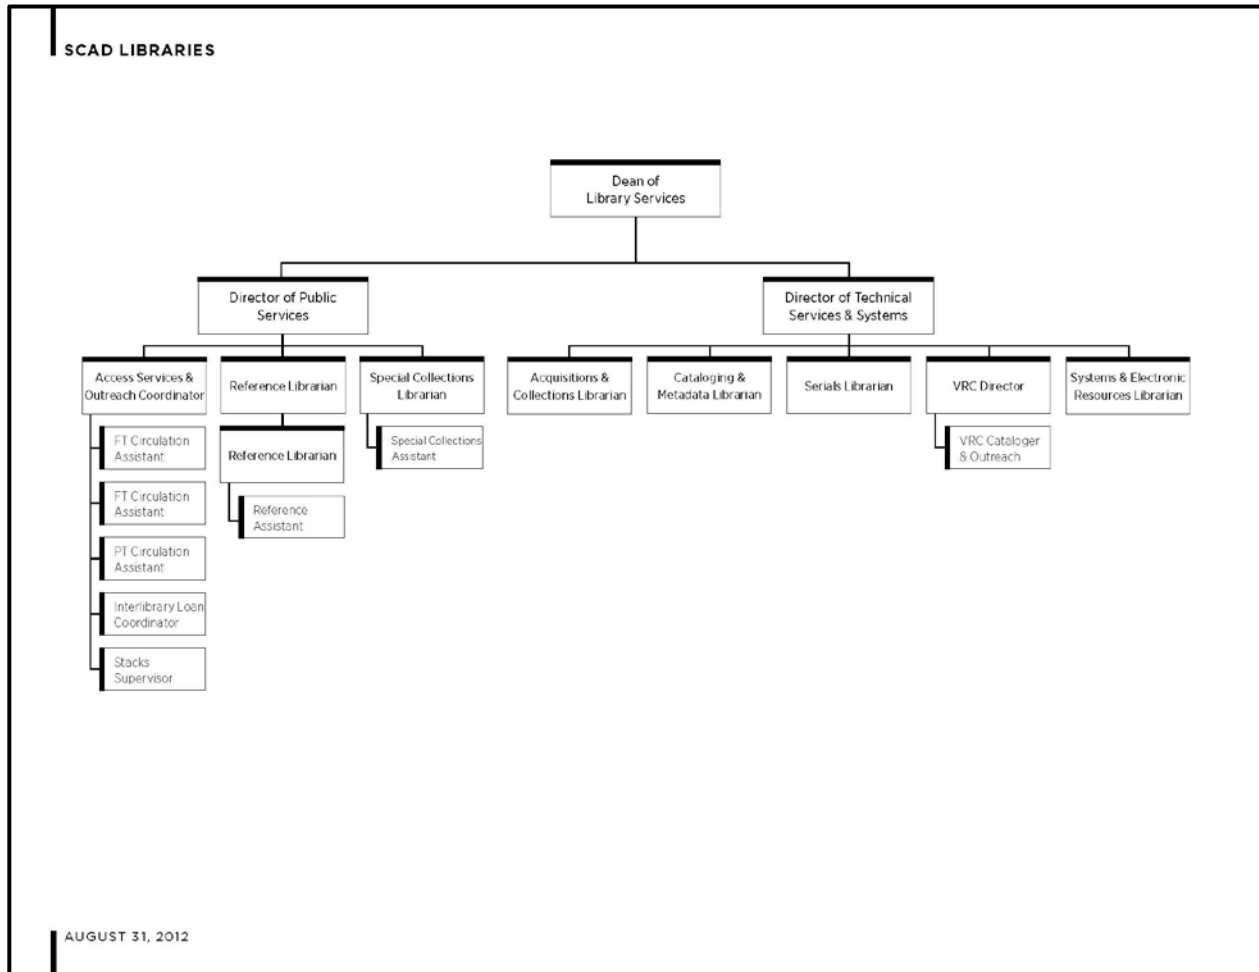 SCAD LIBRARIES
Dean of
Library Services
Director of Public
Services
Director of Technical
Services & Systems
Access Services &
Outreach Coordinator
Reference Librarian
Special Collections
Librarian
Acquisitions &
Collections Librarian
Cataloging &
Metadata Librarian
Serials Librarian
VRC Director
Systems & Electronic
Resources Librarian
FT Circulation
Assistant
FT Circulation
Assistant
PT Circulation
Assistant
Interlibrary Loan
Coordinator
Stacks
Supervisor
Reference Librarian
Reference
Assistant
Special Collections
Assistant
VRC Cataloger
& Outreach
AUGUST 31, 2012